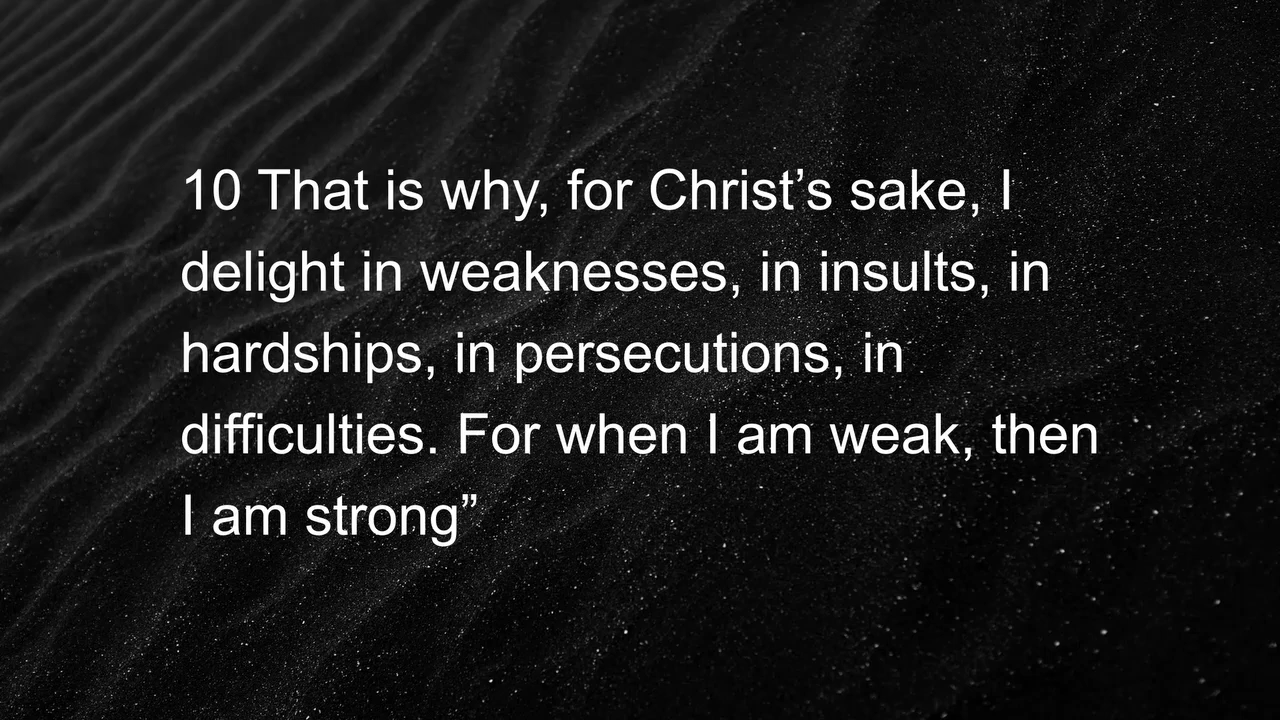 10 That is why, for Christ’s sake, I
delight in weaknesses, in insults, in
hardships, in persecutions, in
difficulties. For when I am weak, then
I am strong”